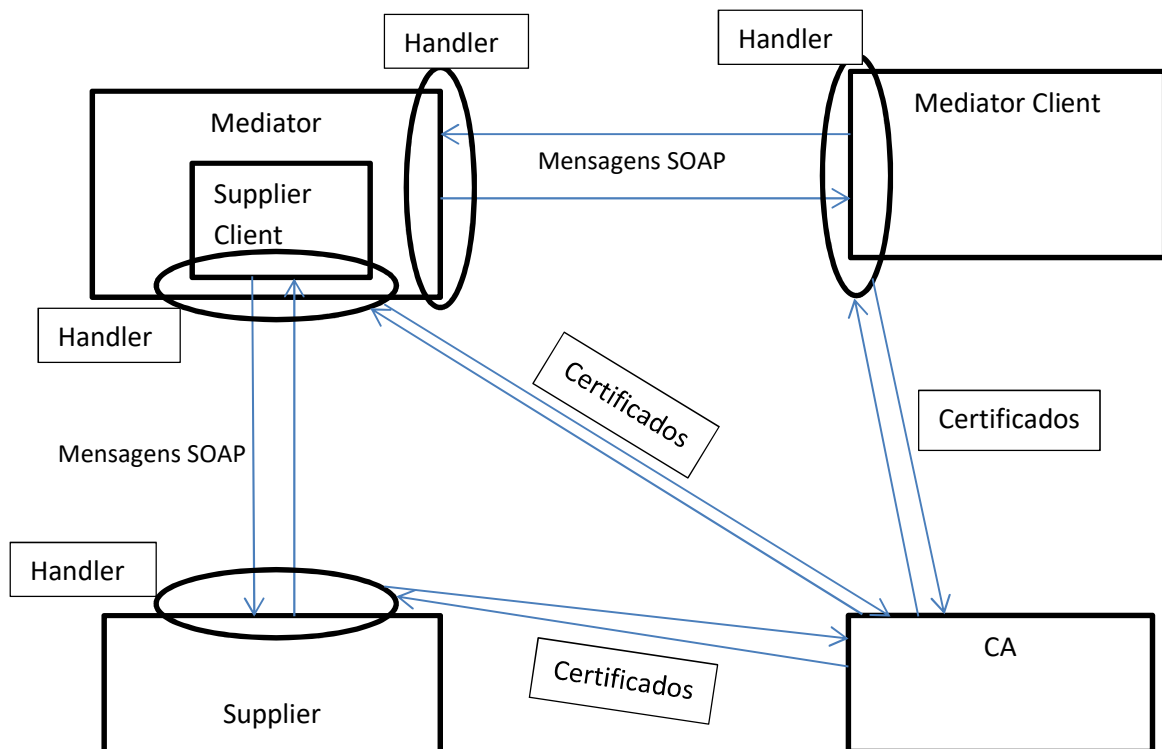 Handler
Handler
Mediator
Mediator Client
Mensagens SOAP
Supplier
Client
Handler
Certificados
Certificados
Mensagens SOAP
Handler
CA
Certificados
Supplier